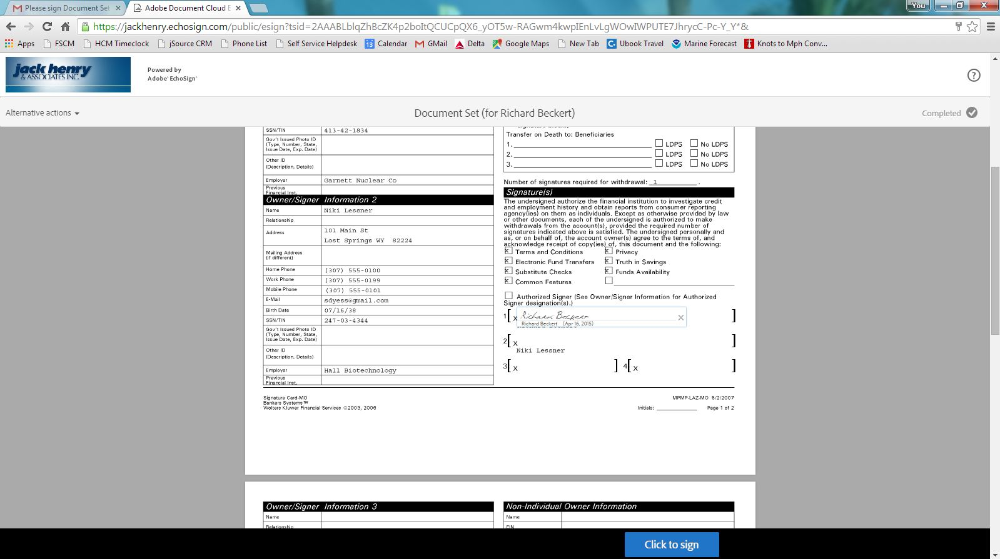 Please sign Document Set
Adobe Document Cloud E
You
https://jackhenry.echosign.com/public/esign?tsid=2AAABLblqZhBcZK4p2boItQCUCpQX6_yOT5w-RAGwm4kwpIEnLvLgWOwIWPUTE7JhrycC-Pc-Y_Y*&
Apps FSCM HCM Timeclock jSource CRM Phone List Self Service Helpdesk 13 Calendar GMail Delta Google Maps New Tab Ubook Travel Marine Forecast Knots to Mph Conv...
jack henry
& ASSOCIATES INC.
Powered by
Adobe® EchoSign®
?
Alternative actions
Document Set (for Richard Beckert)
Completed
SSN/TIN 413-42-1834
Gov't Issued Photo ID
(Type, Number, State,
Issue Date, Exp. Date)
Other ID
(Description, Details)
Employer Garnett Nuclear Co
Previous
Financial Inst.
Owner/Signer Information 2
Name Niki Lessner
Relationship
Address 101 Main St
Lost Springs WY 82224
Mailing Address
(if different)
Home Phone (307) 555-0100
Work Phone (307) 555-0199
Mobile Phone (307) 555-0101
E-Mail sdyess@gmail.com
Birth Date 07/16/38
SSN/TIN 247-03-4344
Gov't Issued Photo ID
(Type, Number, State,
Issue Date, Exp. Date)
Other ID
(Description, Details)
Employer Hall Biotechnology
Previous
Financial Inst.
Transfer on Death to: Beneficiaries
1. LDPS No LDPS
2. LDPS No LDPS
3. LDPS No LDPS
Number of signatures required for withdrawal: 1 .
Signature(s)
The undersigned authorize the financial institution to investigate credit
and employment history and obtain reports from consumer reporting
agency(ies) on them as individuals. Except as otherwise provided by law
or other documents, each of the undersigned is authorized to make
withdrawals from the account(s), provided the required number of
signatures indicated above is satisfied. The undersigned personally and
as, or on behalf of, the account owner(s) agree to the terms of, and
acknowledge receipt of copy(ies) of, this document and the following:
x Terms and Conditions x Privacy
x Electronic Fund Transfers x Truth in Savings
x Substitute Checks x Funds Availability
x Common Features
Authorized Signer (See Owner/Signer Information for Authorized
Signer designation(s).)
1[ X Richard Beckert ]
Richard Beckert (Apr 16, 2015)
2[ X ]
Niki Lessner
3[ X ] 4[ X ]
Signature Card-MO
Bankers Systems™
Wolters Kluwer Financial Services ©2003, 2006
MPMP-LAZ-MO 5/2/2007
Initials: Page 1 of 2
Owner/Signer Information 3
Name
Relationship
Non-Individual Owner Information
Name
EIN
Click to sign